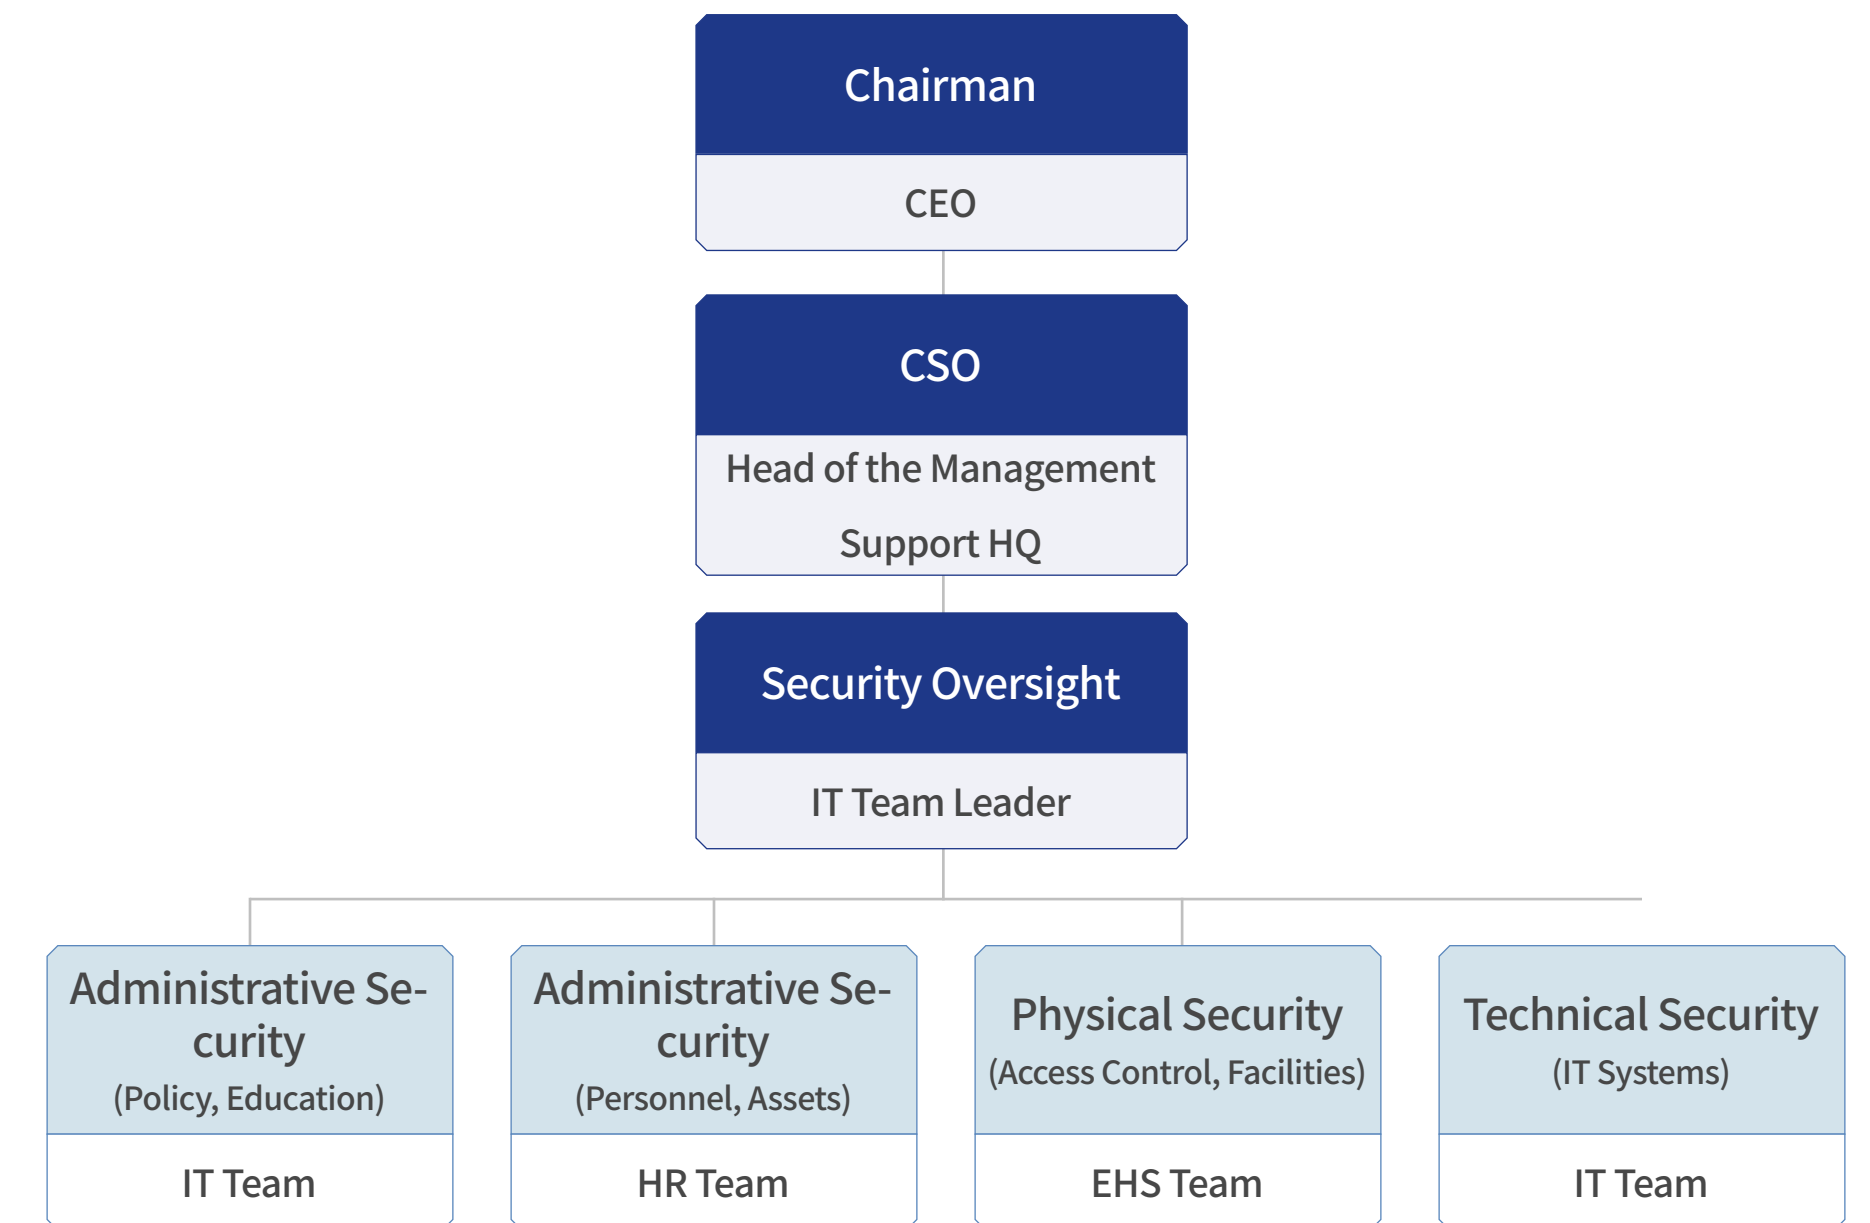 Chairman
CEO
CSO
Head of the Management
Support HQ
Security Oversight
IT Team Leader
Administrative Se-
curity
(Policy, Education)
IT Team
Administrative Se-
curity
(Personnel, Assets)
HR Team
Physical Security
(Access Control, Facilities)
EHS Team
Technical Security
(IT Systems)
IT Team